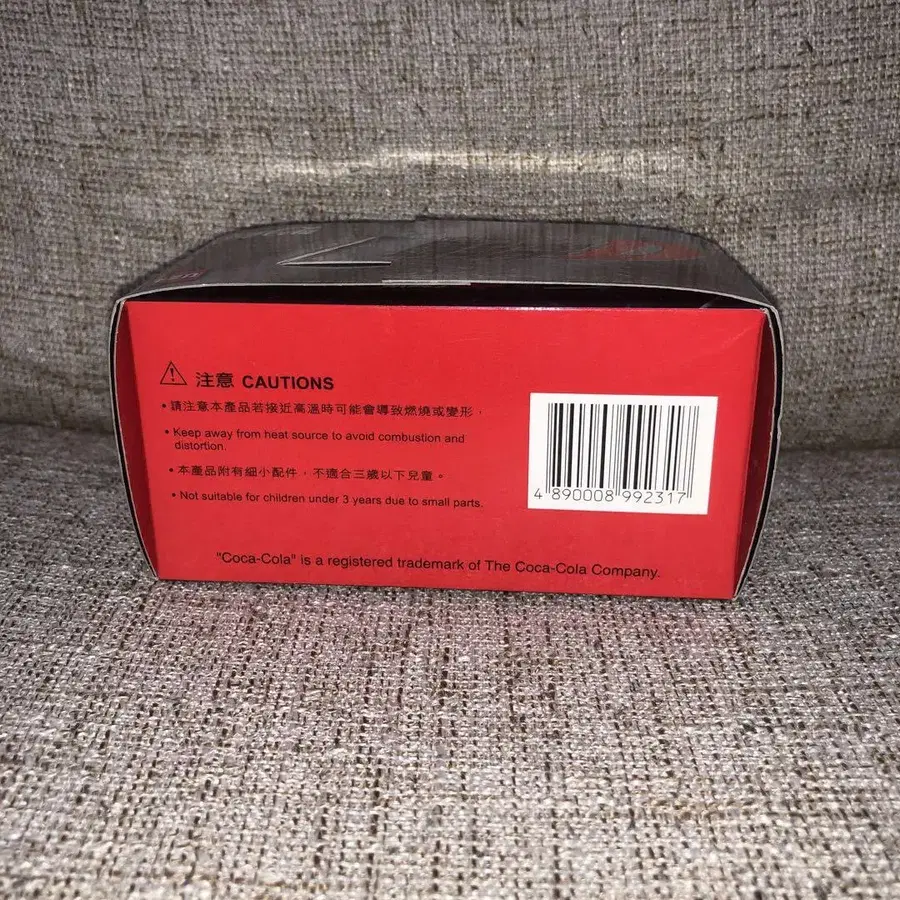 注意 CAUTIONS
• 請注意本產品若接近高溫時可能會導致燃燒或變形，
• Keep away from heat source to avoid combustion and
distortion.
• 本產品附有細小配件，不適合三歲以下兒童。
• Not suitable for children under 3 years due to small parts.
4 890008 992317
"Coca-Cola" is a registered trademark of The Coca-Cola Company.